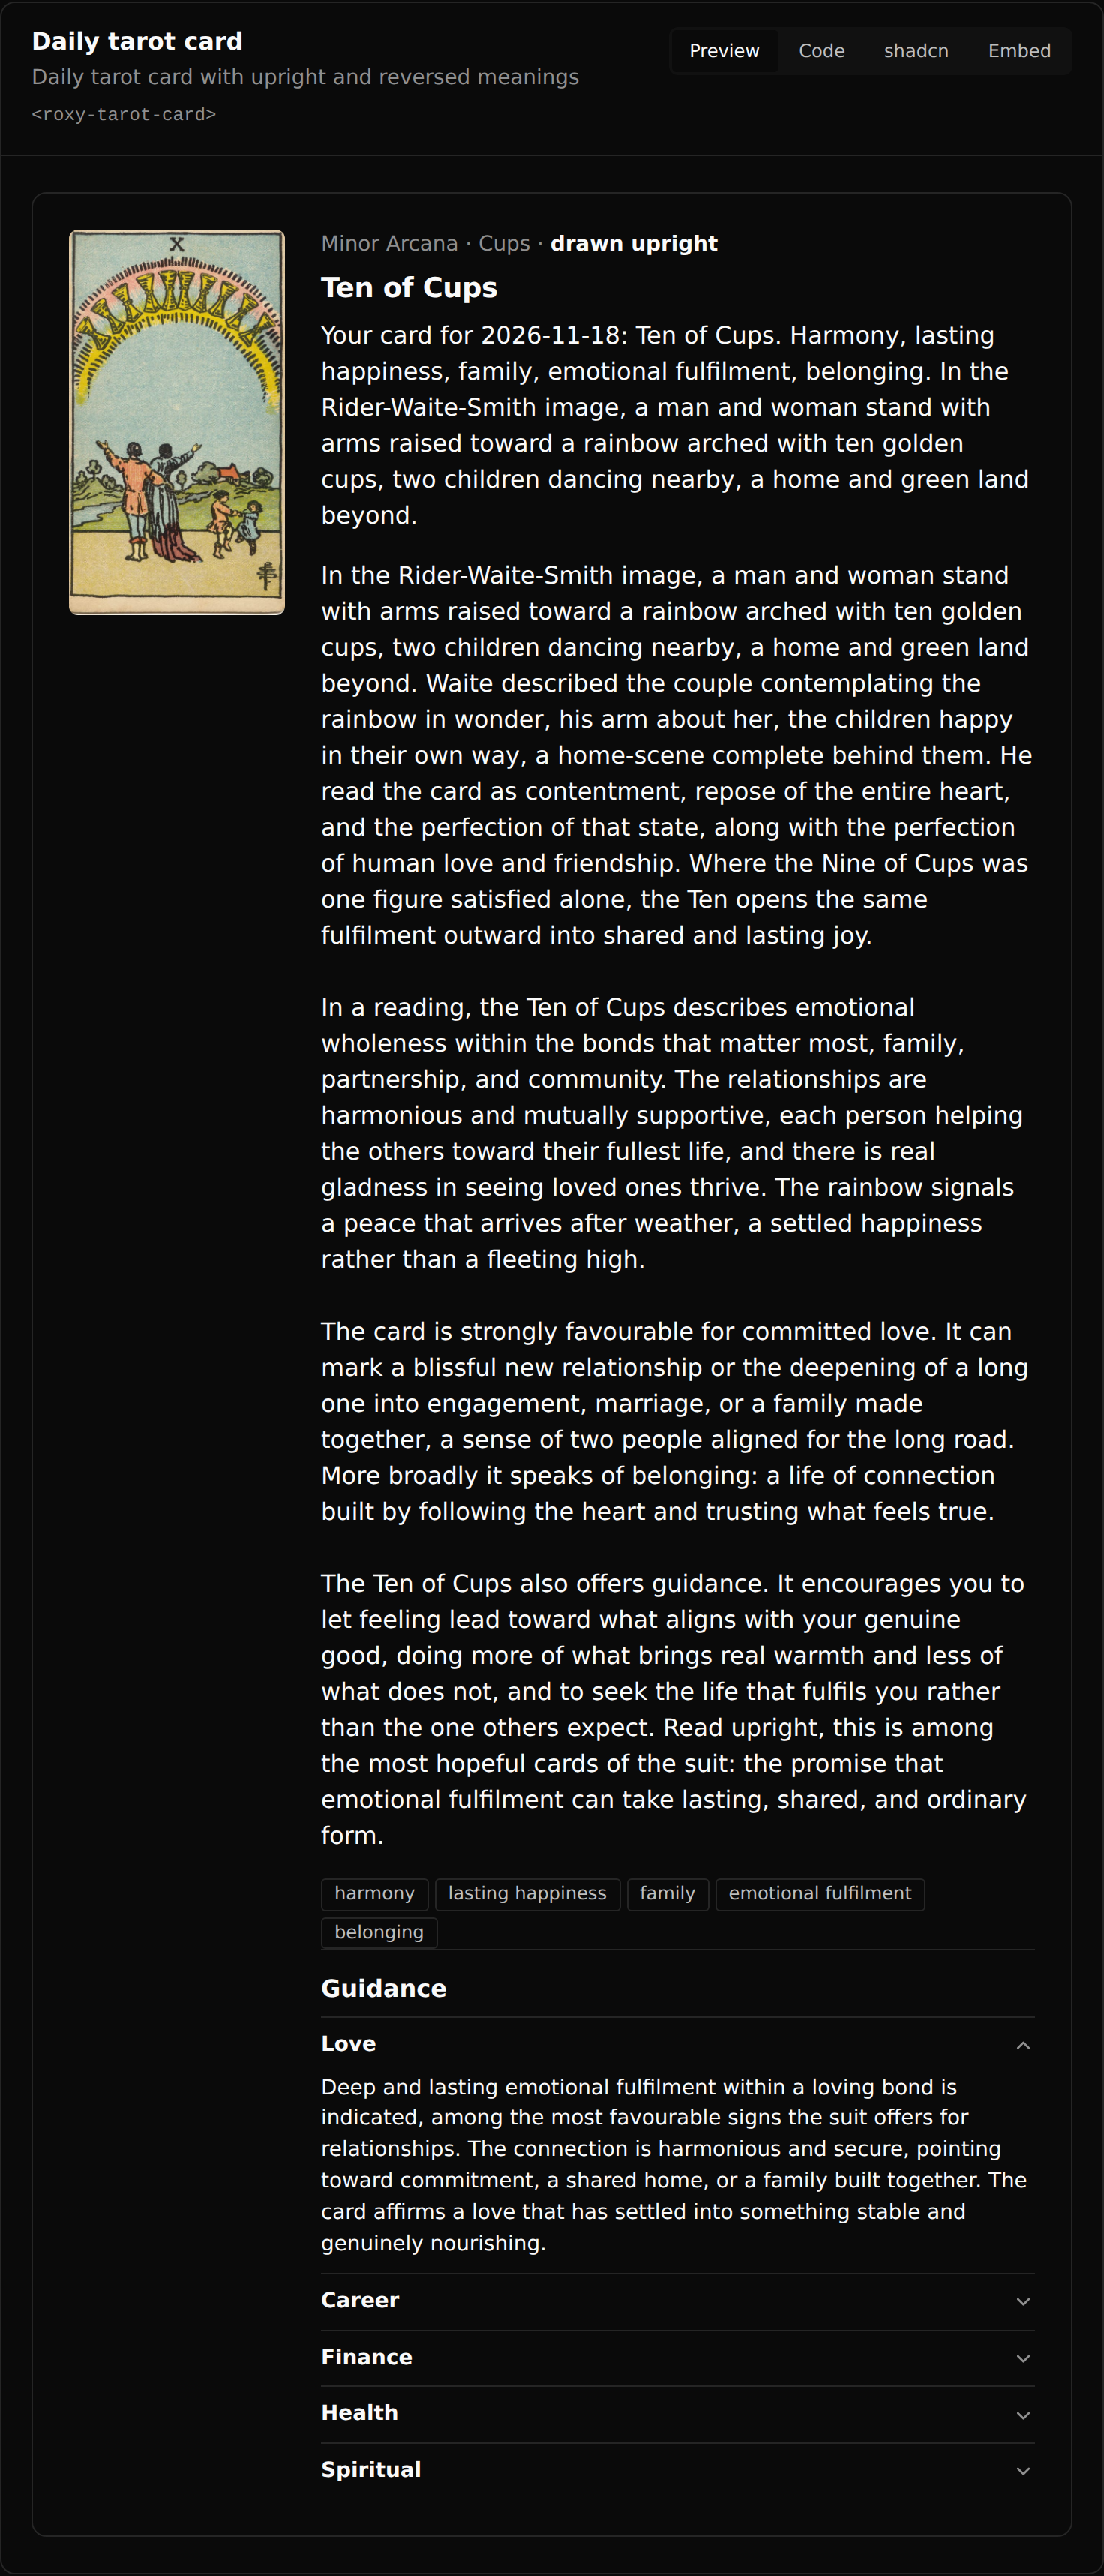 Daily tarot card
Daily tarot card with upright and reversed meanings
<roxy-tarot-card>
Preview
Code
shadcn
Embed
X
Minor Arcana · Cups · drawn upright
Ten of Cups
Your card for 2026-11-18: Ten of Cups. Harmony, lasting
happiness, family, emotional fulfilment, belonging. In the
Rider-Waite-Smith image, a man and woman stand with
arms raised toward a rainbow arched with ten golden
cups, two children dancing nearby, a home and green land
beyond.
In the Rider-Waite-Smith image, a man and woman stand
with arms raised toward a rainbow arched with ten golden
cups, two children dancing nearby, a home and green land
beyond. Waite described the couple contemplating the
rainbow in wonder, his arm about her, the children happy
in their own way, a home-scene complete behind them. He
read the card as contentment, repose of the entire heart,
and the perfection of that state, along with the perfection
of human love and friendship. Where the Nine of Cups was
one figure satisfied alone, the Ten opens the same
fulfilment outward into shared and lasting joy.
In a reading, the Ten of Cups describes emotional
wholeness within the bonds that matter most, family,
partnership, and community. The relationships are
harmonious and mutually supportive, each person helping
the others toward their fullest life, and there is real
gladness in seeing loved ones thrive. The rainbow signals
a peace that arrives after weather, a settled happiness
rather than a fleeting high.
The card is strongly favourable for committed love. It can
mark a blissful new relationship or the deepening of a long
one into engagement, marriage, or a family made
together, a sense of two people aligned for the long road.
More broadly it speaks of belonging: a life of connection
built by following the heart and trusting what feels true.
The Ten of Cups also offers guidance. It encourages you to
let feeling lead toward what aligns with your genuine
good, doing more of what brings real warmth and less of
what does not, and to seek the life that fulfils you rather
than the one others expect. Read upright, this is among
the most hopeful cards of the suit: the promise that
emotional fulfilment can take lasting, shared, and ordinary
form.
harmony
lasting happiness
family
emotional fulfilment
belonging
Guidance
Love
Deep and lasting emotional fulfilment within a loving bond is
indicated, among the most favourable signs the suit offers for
relationships. The connection is harmonious and secure, pointing
toward commitment, a shared home, or a family built together. The
card affirms a love that has settled into something stable and
genuinely nourishing.
Career
Finance
Health
Spiritual